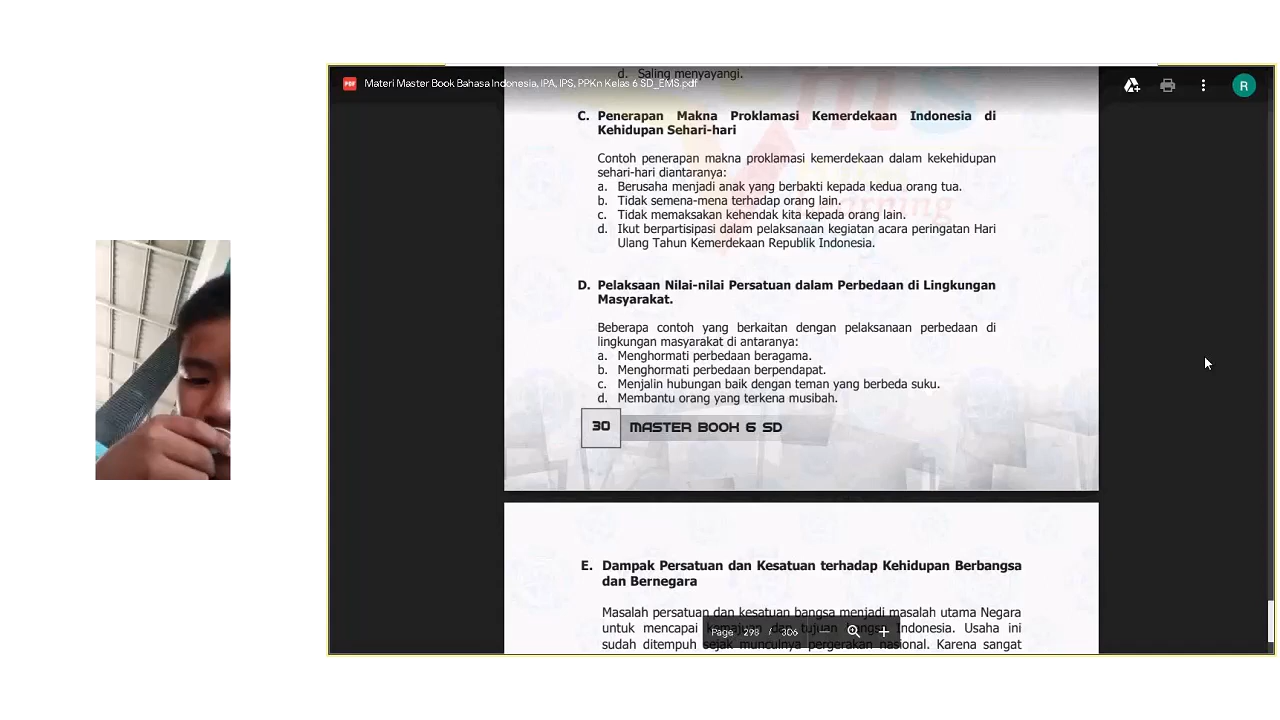 d. Saling menyayangi.
Materi Master Book Bahasa Indonesia, IPA, IPS, PPKn Kelas 6 SD_EMS.pdf
R
C. Penerapan Makna Proklamasi Kemerdekaan Indonesia di
Kehidupan Sehari-hari
Contoh penerapan makna proklamasi kemerdekaan dalam kekehidupan
sehari-hari diantaranya:
a. Berusaha menjadi anak yang berbakti kepada kedua orang tua.
b. Tidak semena-mena terhadap orang lain.
c. Tidak memaksakan kehendak kita kepada orang lain.
d. Ikut berpartisipasi dalam pelaksanaan kegiatan acara peringatan Hari
Ulang Tahun Kemerdekaan Republik Indonesia.
D. Pelaksaan Nilai-nilai Persatuan dalam Perbedaan di Lingkungan
Masyarakat.
Beberapa contoh yang berkaitan dengan pelaksanaan perbedaan di
lingkungan masyarakat di antaranya:
a. Menghormati perbedaan beragama.
b. Menghormati perbedaan berpendapat.
c. Menjalin hubungan baik dengan teman yang berbeda suku.
d. Membantu orang yang terkena musibah.
30 MASTER BOOK 6 SD
E. Dampak Persatuan dan Kesatuan terhadap Kehidupan Berbangsa
dan Bernegara
Masalah persatuan dan kesatuan bangsa menjadi masalah utama Negara
untuk mencapai kemajuan dan tujuan bangsa Indonesia. Usaha ini
Page 298 / 306
sudah ditempuh sejak munculnya pergerakan nasional. Karena sangat